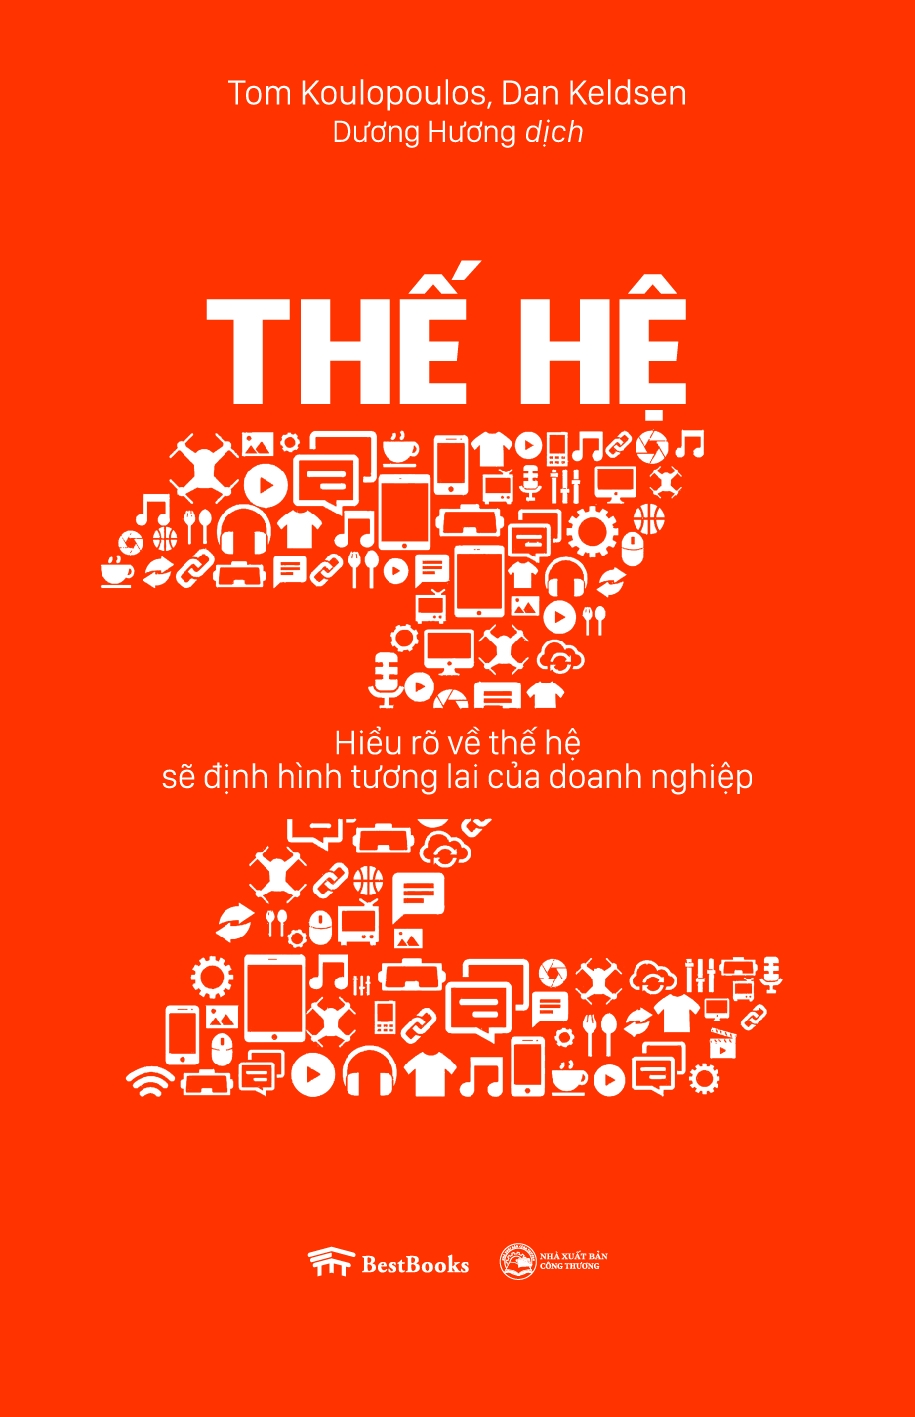 Tom Koulopoulos, Dan Keldsen
Dương Hương dịch
THẾ HỆ
Z
Hiểu rõ về thế hệ
sẽ định hình tương lai của doanh nghiệp
BestBooks
NHÀ XUẤT BẢN
CÔNG THƯƠNG